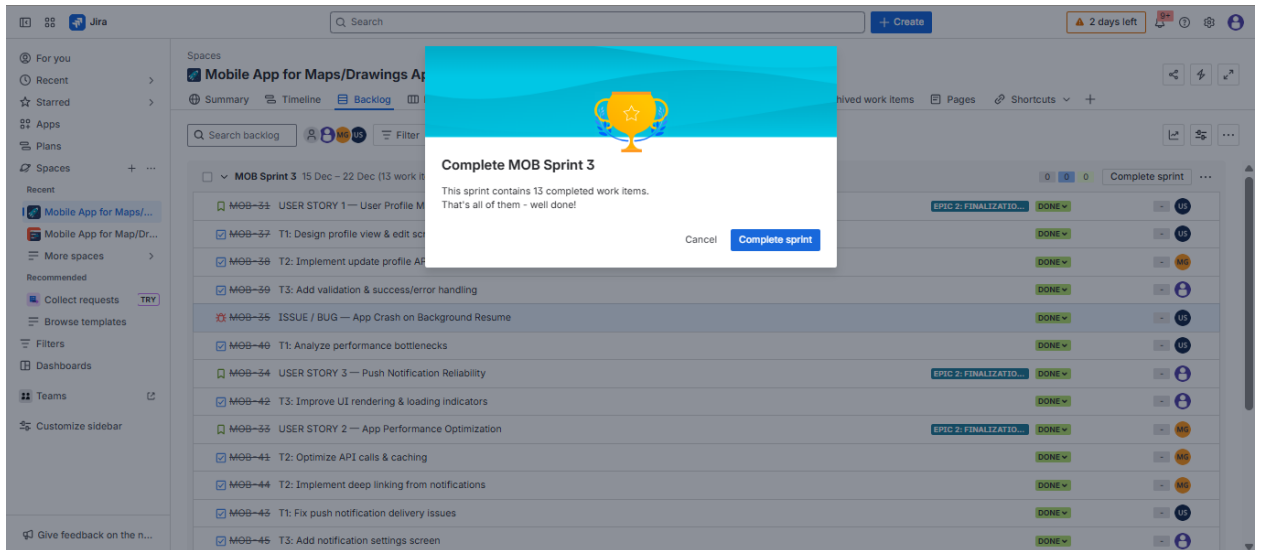 Jira
Search
+ Create
2 days left
9+
For you
Recent
Starred
Apps
Plans
Spaces
Recent
Mobile App for Maps/...
Mobile App for Map/Dr...
More spaces
Recommended
Collect requests TRY
Browse templates
Filters
Dashboards
Teams
Customize sidebar
Give feedback on the n...
Spaces
Mobile App for Maps/Drawings Ap
Summary Timeline Backlog hived work items Pages Shortcuts
Search backlog MG US Filter
MOB Sprint 3 15 Dec – 22 Dec (13 work it 0 0 0 Complete sprint
MOB-31 USER STORY 1 — User Profile M EPIC 2: FINALIZATIO... DONE - US
MOB-37 T1: Design profile view & edit scr DONE - US
MOB-38 T2: Implement update profile AP DONE - MG
MOB-39 T3: Add validation & success/error handling DONE -
MOB-35 ISSUE / BUG — App Crash on Background Resume DONE - US
MOB-40 T1: Analyze performance bottlenecks DONE - US
MOB-34 USER STORY 3 — Push Notification Reliability EPIC 2: FINALIZATIO... DONE -
MOB-42 T3: Improve UI rendering & loading indicators DONE -
MOB-33 USER STORY 2 — App Performance Optimization EPIC 2: FINALIZATIO... DONE - MG
MOB-41 T2: Optimize API calls & caching DONE - MG
MOB-44 T2: Implement deep linking from notifications DONE - MG
MOB-43 T1: Fix push notification delivery issues DONE - US
MOB-45 T3: Add notification settings screen DONE -
Complete MOB Sprint 3
This sprint contains 13 completed work items.
That's all of them - well done!
Cancel Complete sprint